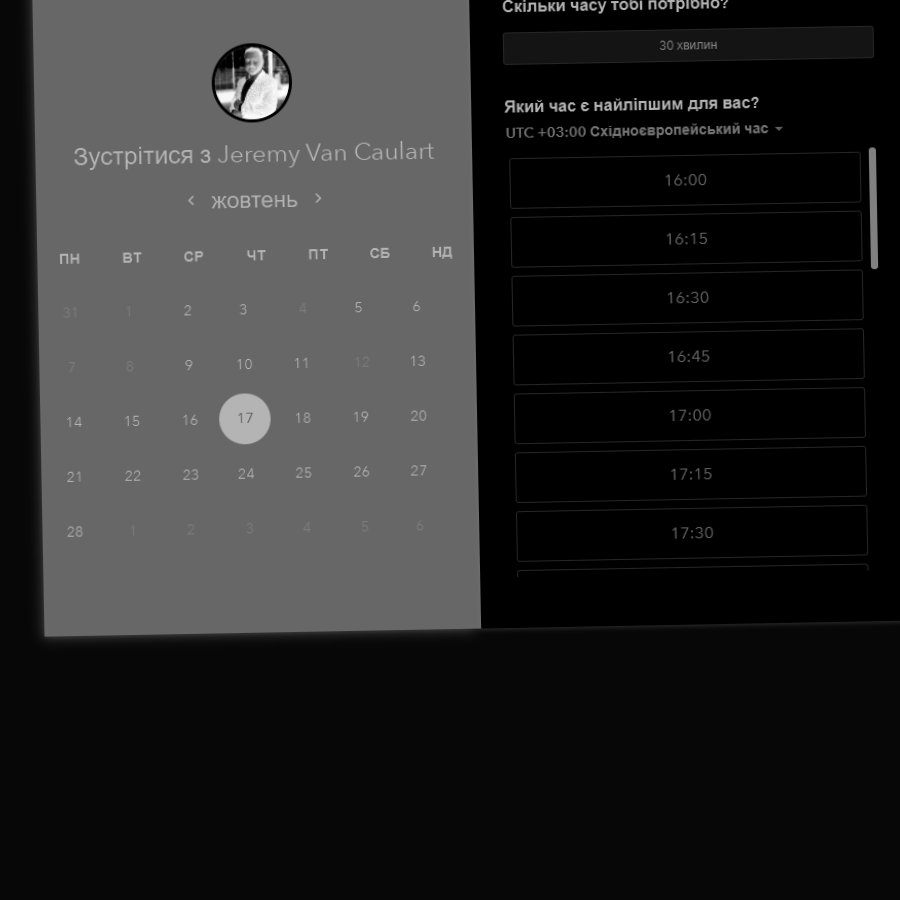 Зустрітися з Jeremy Van Caulart
жовтень
ПН ВТ СР ЧТ ПТ СБ НД
31 1 2 3 4 5 6
7 8 9 10 11 12 13
14 15 16 17 18 19 20
21 22 23 24 25 26 27
28 1 2 3 4 5 6
Скільки часу тобі потрібно?
30 хвилин
Який час є найліпшим для вас?
UTC +03:00 Східноєвропейський час
16:00
16:15
16:30
16:45
17:00
17:15
17:30